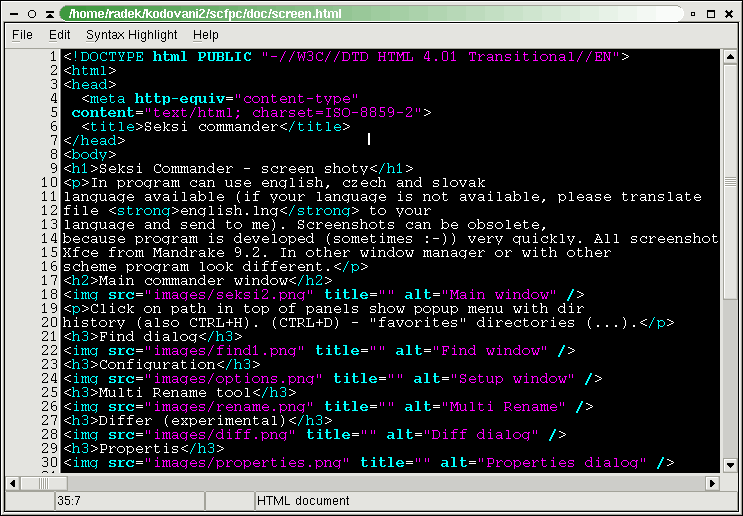 /home/radek/kodovani2/scfpc/doc/screen.html
File Edit Syntax Highlight Help
1 <!DOCTYPE html PUBLIC "-//W3C//DTD HTML 4.01 Transitional//EN">
2 <html>
3 <head>
4 <meta http-equiv="content-type"
5 content="text/html; charset=ISO-8859-2">
6 <title>Seksi commander</title>
7 </head>
8 <body>
9 <h1>Seksi Commander - screen shoty</h1>
10 <p>In program can use english, czech and slovak
11 language available (if your language is not available, please translate
12 file <strong>english.lng</strong> to your
13 language and send to me). Screenshots can be obsolete,
14 because program is developed (sometimes :-)) very quickly. All screenshot
15 Xfce from Mandrake 9.2. In other window manager or with other
16 scheme program look different.</p>
17 <h2>Main commander window</h2>
18 <img src="images/seksi2.png" title="" alt="Main window" />
19 <p>Click on path in top of panels show popup menu with dir
20 history (also CTRL+H). (CTRL+D) - "favorites" directories (...).</p>
21 <h3>Find dialog</h3>
22 <img src="images/find1.png" title="" alt="Find window" />
23 <h3>Configuration</h3>
24 <img src="images/options.png" title="" alt="Setup window" />
25 <h3>Multi Rename tool</h3>
26 <img src="images/rename.png" title="" alt="Multi Rename" />
27 <h3>Differ (experimental)</h3>
28 <img src="images/diff.png" title="" alt="Diff dialog" />
29 <h3>Propertis</h3>
30 <img src="images/properties.png" title="" alt="Properties dialog" />
35:7 HTML document